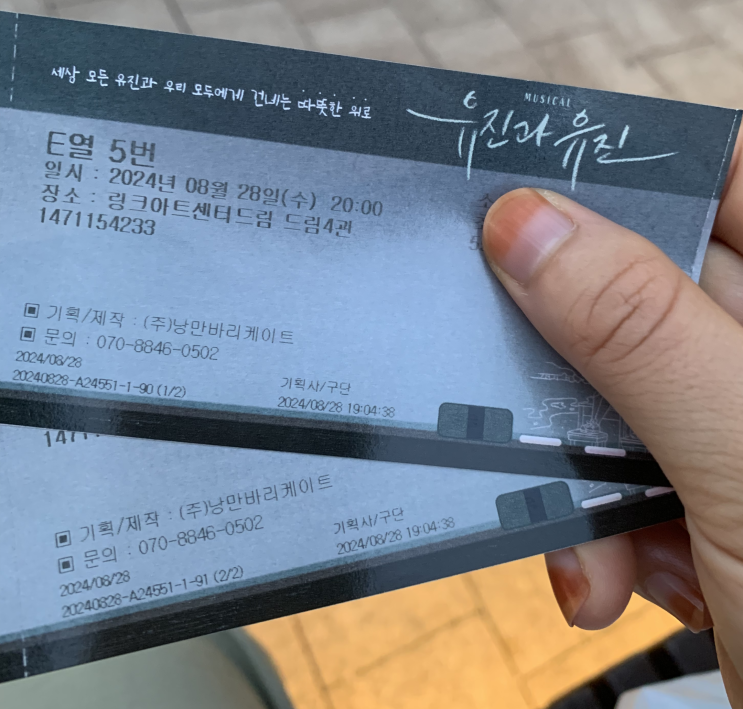 세상 모든 유진과 우리 모두에게 건네는 따뜻한 위로
MUSICAL
유진과 유진
E열 5번
일시 : 2024년 08월 28일(수) 20:00
장소 : 링크아트센터드림 드림4관
1471154233
▣ 기획/제작 : (주)낭만바리케이트
▣ 문의 : 070-8846-0502
2024/08/28
20240828-A24551-1-90 (1/2)
기획사/구단
2024/08/28 19:04:38
▣ 기획/제작 : (주)낭만바리케이트
▣ 문의 : 070-8846-0502
2024/08/28
20240828-A24551-1-91 (2/2)
기획사/구단
2024/08/28 19:04:38